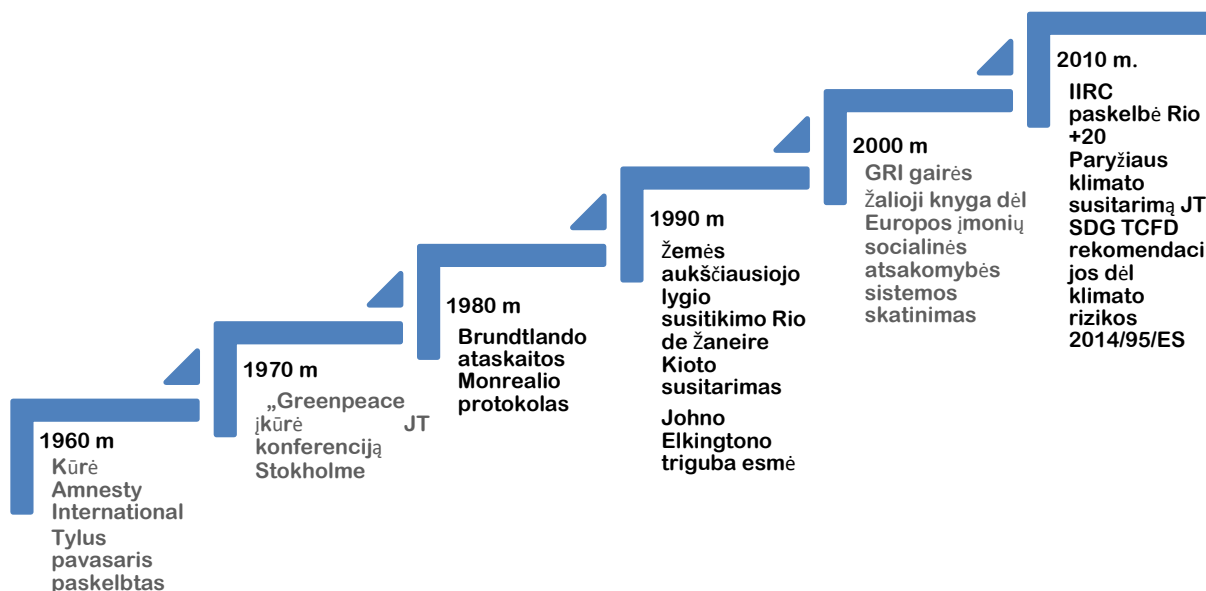 1960 m
Kūrė
Amnesty
International
Tylus
pavasaris
paskelbtas
1970 m
„Greenpeace
įkūrė JT
konferenciją
Stokholme
1980 m
Brundtlando
ataskaitos
Monrealio
protokolas
1990 m
Žemės
aukščiausiojo
lygio
susitikimo Rio
de Žaneire
Kioto
susitarimas
Johno
Elkingtono
triguba esmė
2000 m
GRI gairės
Žalioji knyga dėl
Europos įmonių
socialinės
atsakomybės
sistemos
skatinimas
2010 m.
IIRC
paskelbė Rio
+20
Paryžiaus
klimato
susitarimą JT
SDG TCFD
rekomendaci
jos dėl
klimato
rizikos
2014/95/ES